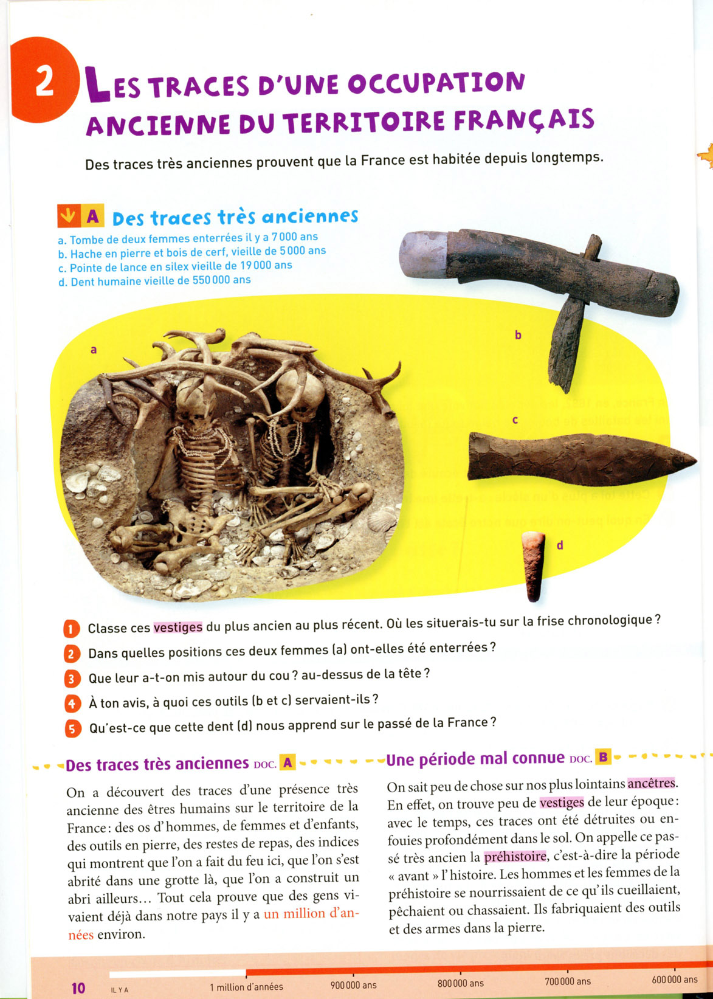 2
LES TRACES D'UNE OCCUPATION
ANCIENNE DU TERRITOIRE FRANÇAIS
Des traces très anciennes prouvent que la France est habitée depuis longtemps.
A Des traces très anciennes
a. Tombe de deux femmes enterrées il y a 7 000 ans
b. Hache en pierre et bois de cerf, vieille de 5 000 ans
c. Pointe de lance en silex vieille de 19 000 ans
d. Dent humaine vieille de 550 000 ans
a
b
c
d
1 Classe ces vestiges du plus ancien au plus récent. Où les situerais-tu sur la frise chronologique ?
2 Dans quelles positions ces deux femmes (a) ont-elles été enterrées ?
3 Que leur a-t-on mis autour du cou ? au-dessus de la tête ?
4 À ton avis, à quoi ces outils (b et c) servaient-ils ?
5 Qu'est-ce que cette dent (d) nous apprend sur le passé de la France ?
Des traces très anciennes DOC. A
On a découvert des traces d'une présence très
ancienne des êtres humains sur le territoire de la
France : des os d'hommes, de femmes et d'enfants,
des outils en pierre, des restes de repas, des indices
qui montrent que l'on a fait du feu ici, que l'on s'est
abrité dans une grotte là, que l'on a construit un
abri ailleurs… Tout cela prouve que des gens vi-
vaient déjà dans notre pays il y a un million d'an-
nées environ.
Une période mal connue DOC. B
On sait peu de chose sur nos plus lointains ancêtres.
En effet, on trouve peu de vestiges de leur époque :
avec le temps, ces traces ont été détruites ou en-
fouies profondément dans le sol. On appelle ce pas-
sé très ancien la préhistoire, c'est-à-dire la période
« avant » l'histoire. Les hommes et les femmes de la
préhistoire se nourrissaient de ce qu'ils cueillaient,
pêchaient ou chassaient. Ils fabriquaient des outils
et des armes dans la pierre.
10
IL Y A
1 million d'années
900 000 ans
800 000 ans
700 000 ans
600 000 ans